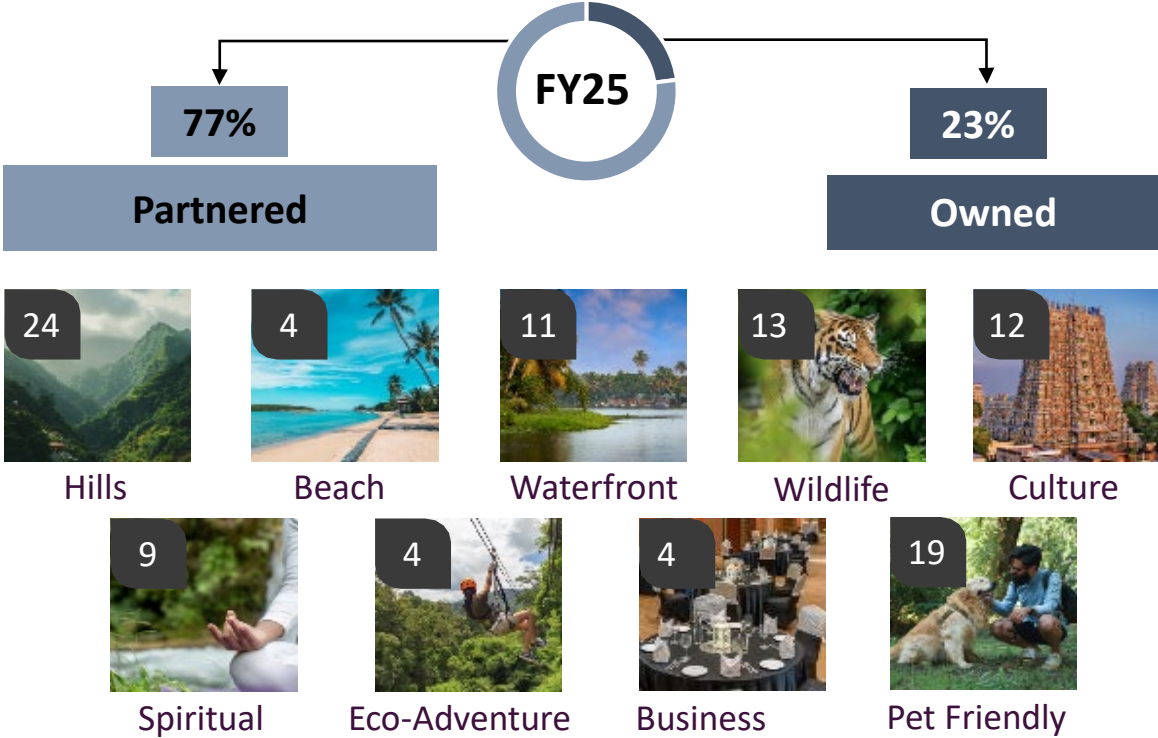 FY25
77%
23%
Partnered
Owned
24
4
11
13
12
Hills
Beach
Waterfront
Wildlife
Culture
9
4
4
19
Spiritual
Eco-Adventure
Business
Pet Friendly